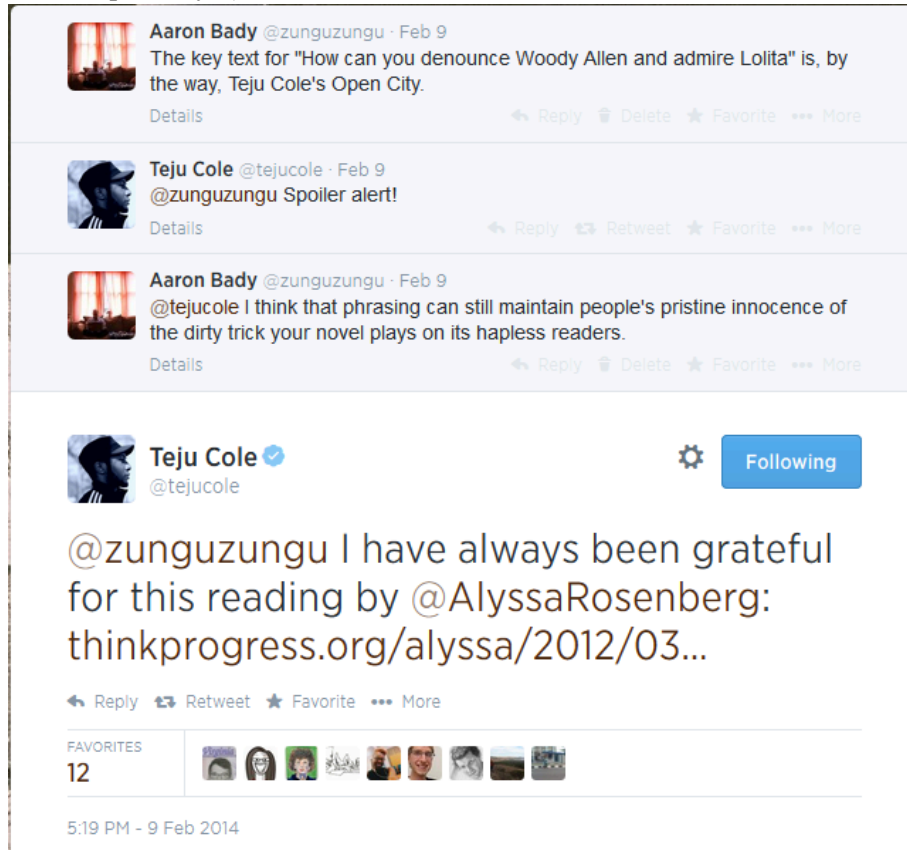 Aaron Bady @zunguzungu · Feb 9
The key text for "How can you denounce Woody Allen and admire Lolita" is, by
the way, Teju Cole's Open City.
Details Reply Delete Favorite More
Teju Cole @tejucole · Feb 9
@zunguzungu Spoiler alert!
Details Reply Retweet Favorite More
Aaron Bady @zunguzungu · Feb 9
@tejucole I think that phrasing can still maintain people's pristine innocence of
the dirty trick your novel plays on its hapless readers.
Details Reply Delete Favorite More
Teju Cole
@tejucole
Following
@zunguzungu I have always been grateful
for this reading by @AlyssaRosenberg:
thinkprogress.org/alyssa/2012/03...
Reply Retweet Favorite More
FAVORITES
12
5:19 PM - 9 Feb 2014